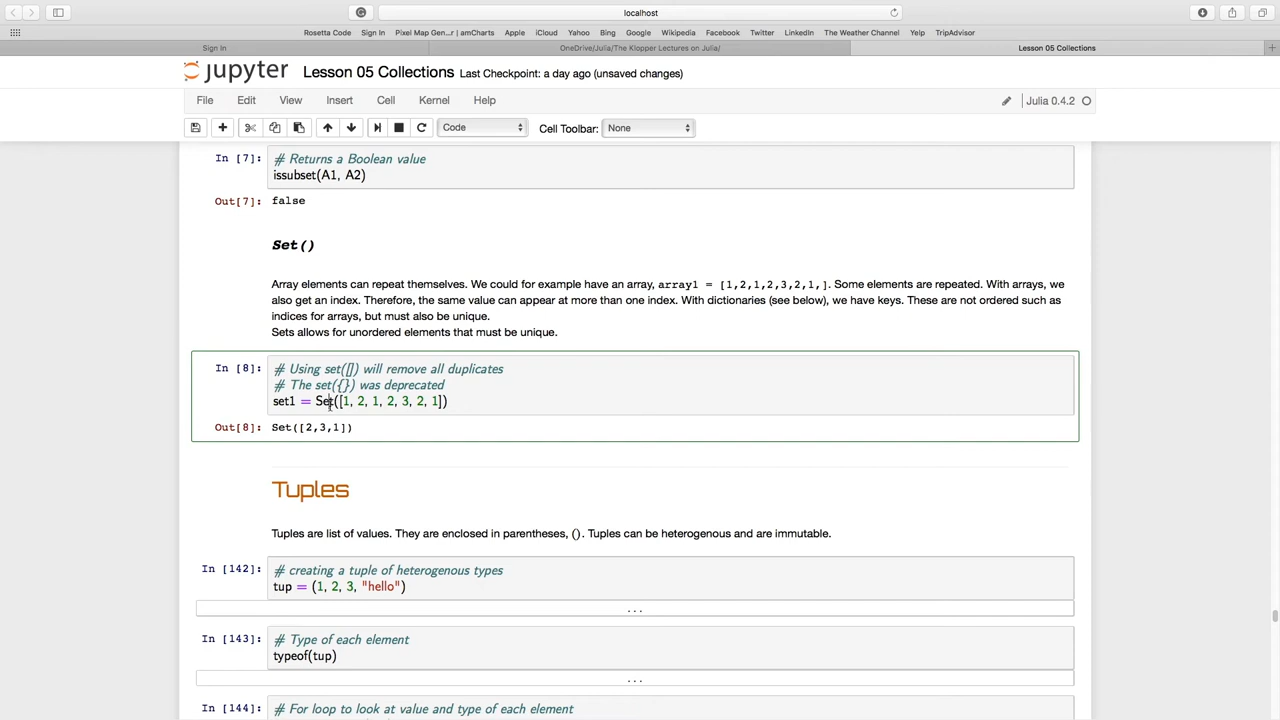 localhost
Rosetta Code Sign In Pixel Map Gen...r | amCharts Apple iCloud Yahoo Bing Google Wikipedia Facebook Twitter LinkedIn The Weather Channel Yelp TripAdvisor
Sign In OneDrive/Julia/The Klopper Lectures on Julia/ Lesson 05 Collections
jupyter Lesson 05 Collections Last Checkpoint: a day ago (unsaved changes)
File Edit View Insert Cell Kernel Help Julia 0.4.2
Code Cell Toolbar: None
In [7]: # Returns a Boolean value
issubset(A1, A2)
Out[7]: false
Set()
Array elements can repeat themselves. We could for example have an array, array1 = [1,2,1,2,3,2,1,]. Some elements are repeated. With arrays, we
also get an index. Therefore, the same value can appear at more than one index. With dictionaries (see below), we have keys. These are not ordered such as
indices for arrays, but must also be unique.
Sets allows for unordered elements that must be unique.
In [8]: # Using set([]) will remove all duplicates
# The set({}) was deprecated
set1 = Set([1, 2, 1, 2, 3, 2, 1])
Out[8]: Set([2,3,1])
Tuples
Tuples are list of values. They are enclosed in parentheses, (). Tuples can be heterogenous and are immutable.
In [142]: # creating a tuple of heterogenous types
tup = (1, 2, 3, "hello")
...
In [143]: # Type of each element
typeof(tup)
...
In [144]: # For loop to look at value and type of each element